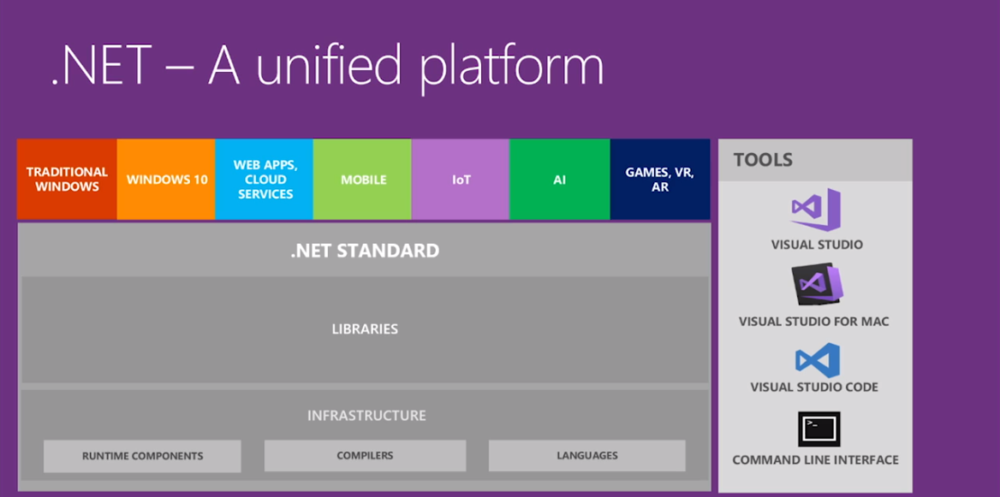 .NET – A unified platform
TRADITIONAL
WINDOWS
WINDOWS 10
WEB APPS,
CLOUD
SERVICES
MOBILE
IoT
AI
GAMES, VR,
AR
.NET STANDARD
LIBRARIES
INFRASTRUCTURE
RUNTIME COMPONENTS
COMPILERS
LANGUAGES
TOOLS
VISUAL STUDIO
VISUAL STUDIO FOR MAC
VISUAL STUDIO CODE
>_
COMMAND LINE INTERFACE